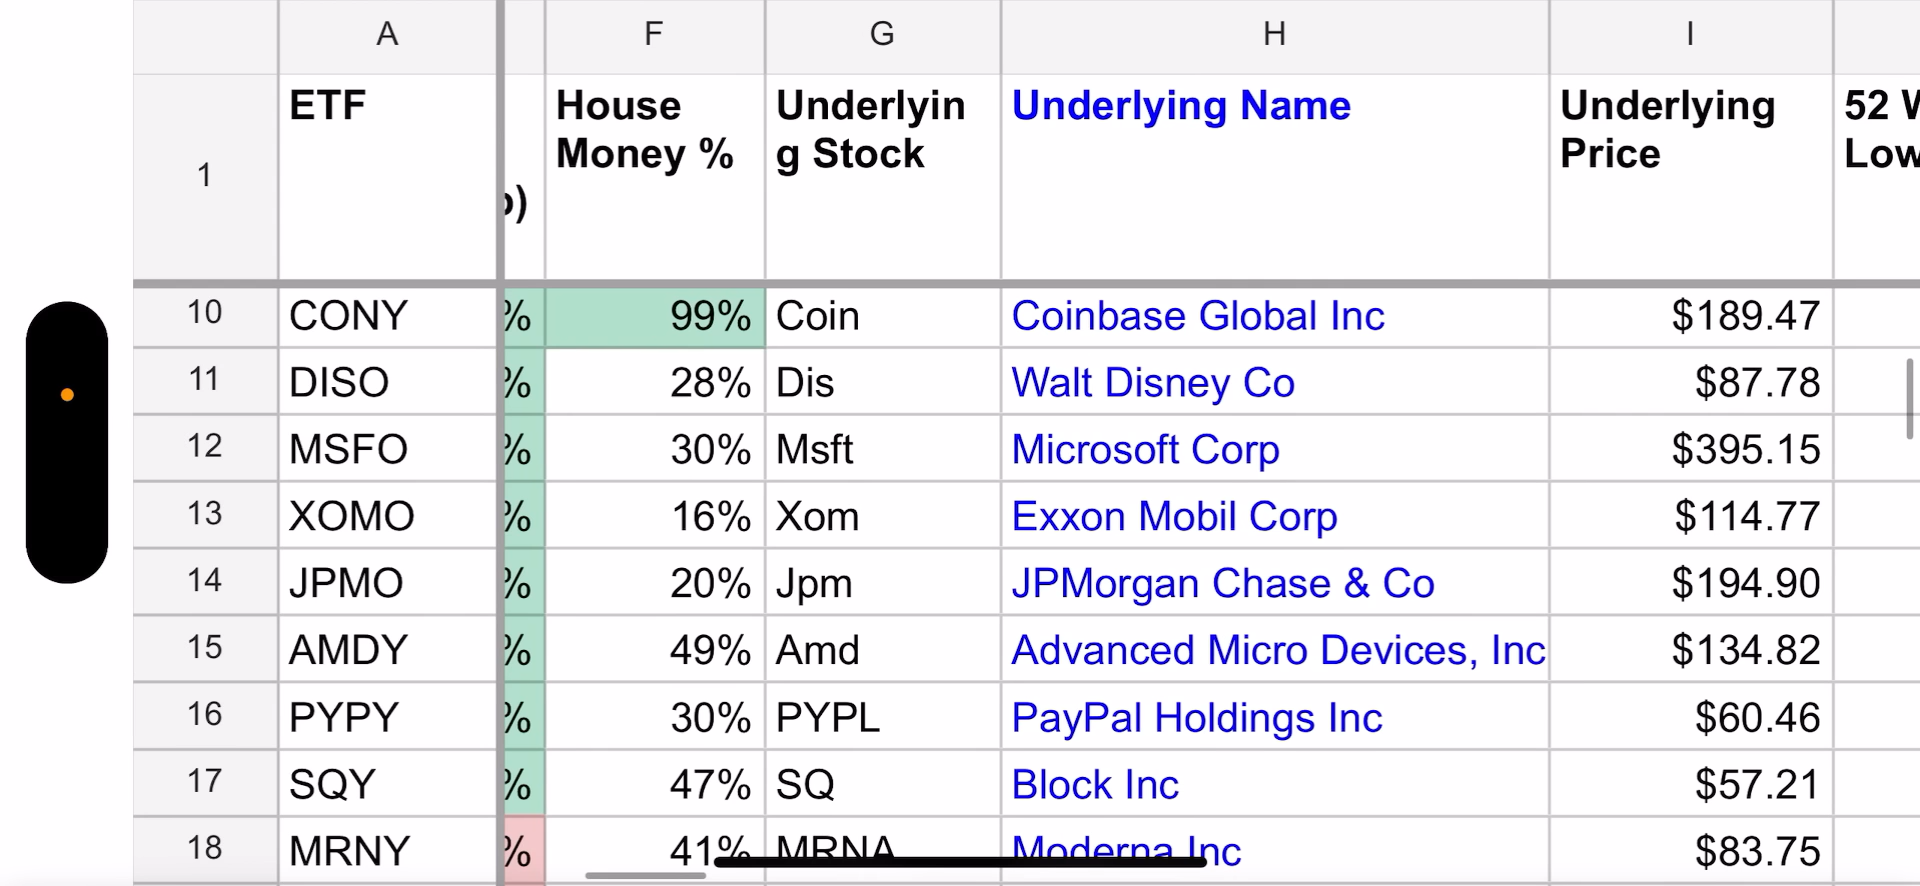 A F G H I
ETF House Underlyin Underlying Name Underlying 52 W
Money % g Stock Price Low
1
o)
10 CONY % 99% Coin Coinbase Global Inc $189.47
11 DISO % 28% Dis Walt Disney Co $87.78
12 MSFO % 30% Msft Microsoft Corp $395.15
13 XOMO % 16% Xom Exxon Mobil Corp $114.77
14 JPMO % 20% Jpm JPMorgan Chase & Co $194.90
15 AMDY % 49% Amd Advanced Micro Devices, Inc $134.82
16 PYPY % 30% PYPL PayPal Holdings Inc $60.46
17 SQY % 47% SQ Block Inc $57.21
18 MRNY % 41% MRNA Moderna Inc $83.75